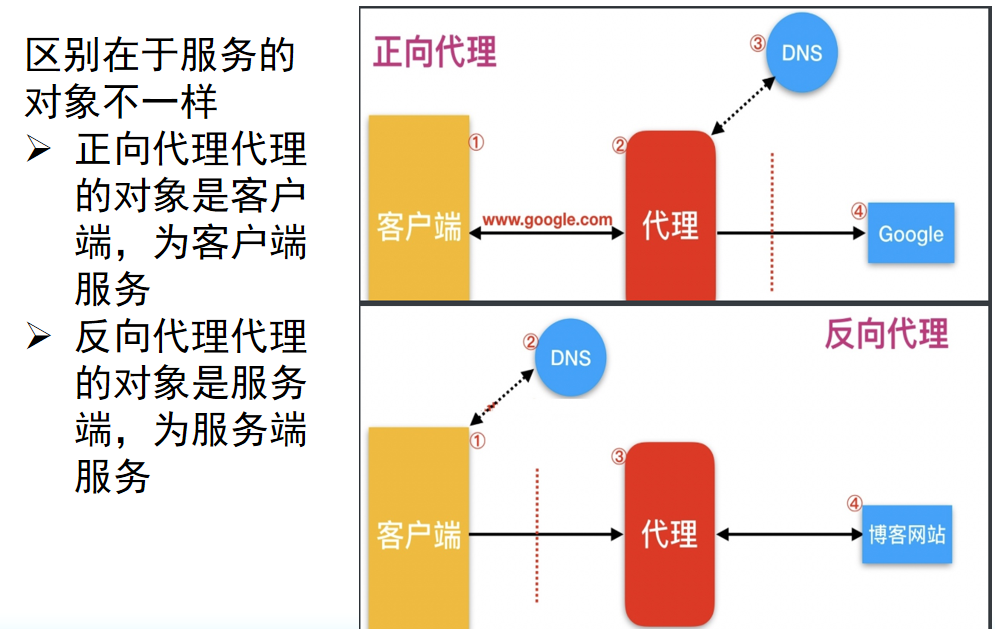 区别在于服务的
对象不一样
➢ 正向代理代理
的对象是客户
端，为客户端
服务
➢ 反向代理代理
的对象是服务
端，为服务端
服务
正向代理
③
DNS
①
②
客户端
www.google.com
代理
④
Google
反向代理
②
DNS
①
③
客户端
代理
④
博客网站